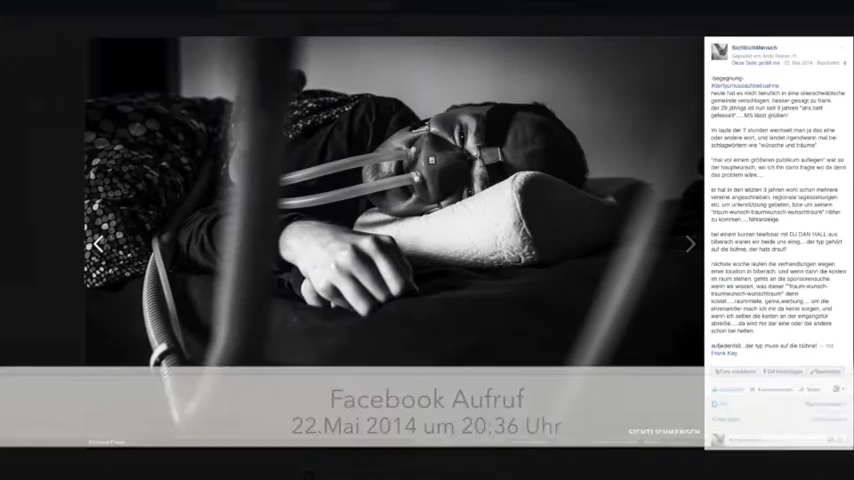 SichtlichMensch
22. Mai 2014
-begegnung-
#dertypmussaufdiebuehne
heute hat es mich beruflich in eine oberschwäbische
gemeinde verschlagen, besser gesagt zu frank.
der 29 jährige ist nun seit 9 jahren "ans bett
gefesselt".....MS lässt grüßen!
im laufe der 7 stunden wechselt man ja das eine
oder andere wort, und landet irgendwann mal bei
schlagwörtern wie "wünsche und träume"
"mal vor einem größeren publikum auflegen" war so
der hauptwunsch, wo ich ihn dann fragte wo da denn
das problem wäre....
er hat in den letzten 3 jahren wohl schon mehrere
vereine angeschrieben, regionale tageszeitungen
etc. um unterstützung gebeten, bzw um seinem
"traum-wunsch-traumwunsch-wunschtraum" näher
zu kommen.....fehlanzeige.
bei einem kurzen telefonat mit DJ DAN HALL aus
biberach waren wir beide uns einig....der typ gehört
auf die bühne, der hats drauf!
nächste woche laufen die verhandlungen wegen
einer location in biberach, und wenn dann die kosten
im raum stehen, gehts an die sponsorensuche.
wenn wir wissen, was dieser "traum-wunsch-
traumwunsch-wunschtraum" denn
kostet.....raummiete, gema,werbung.... um die
ehrenamtler mach ich mir da keine sorgen, und
wenn ich selber die karten an der eingangstür
abreiße.....da wird mir der eine oder die andere
schon bei helfen.
aufjedenfall...der typ muss auf die bühne! — mit
Frank Kay.
Facebook Aufruf
22.Mai 2014 um 20:36 Uhr
SICHTLICHMENSCH